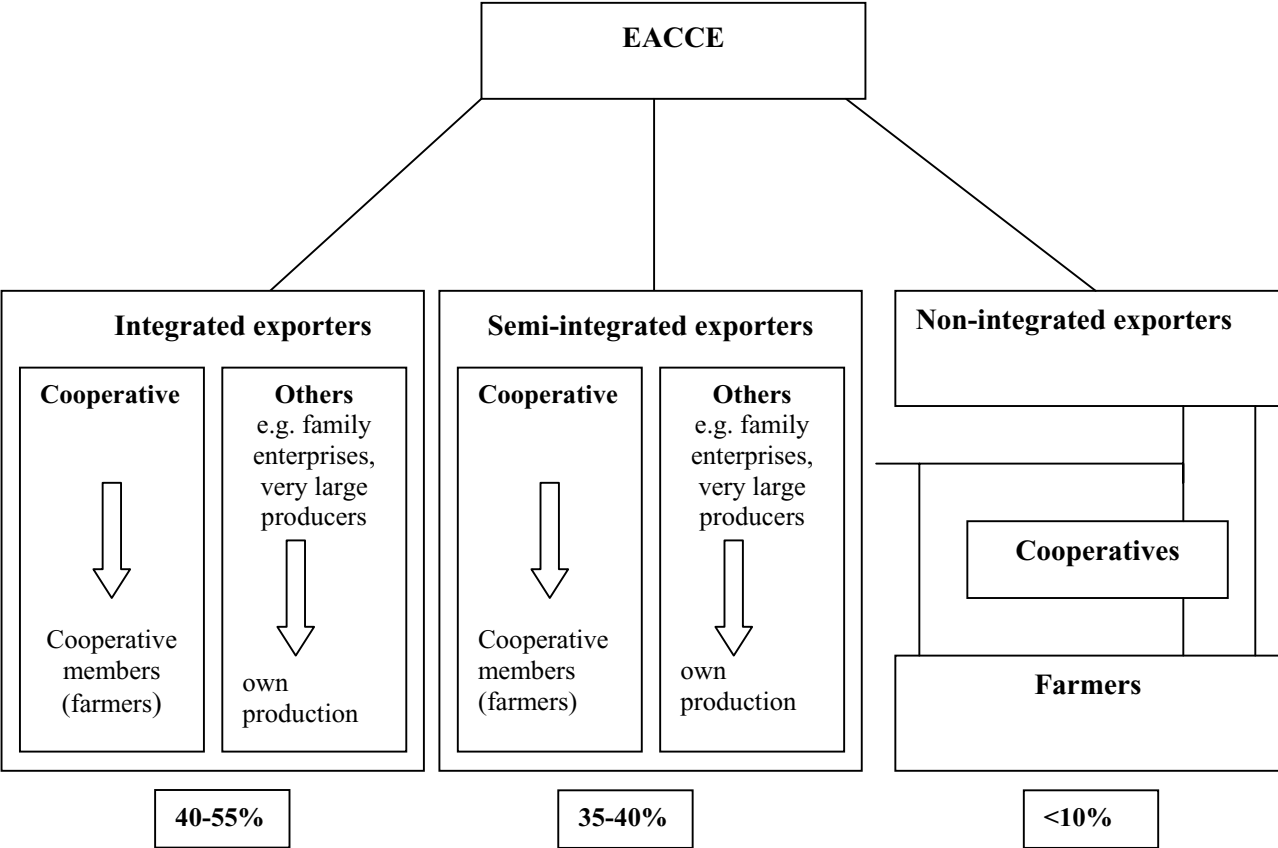 EACCE
Integrated exporters
Cooperative
Cooperative
members
(farmers)
Others
e.g. family
enterprises,
very large
producers
own
production
Semi-integrated exporters
Cooperative
Cooperative
members
(farmers)
Others
e.g. family
enterprises,
very large
producers
own
production
Non-integrated exporters
Cooperatives
Farmers
40-55%
35-40%
<10%